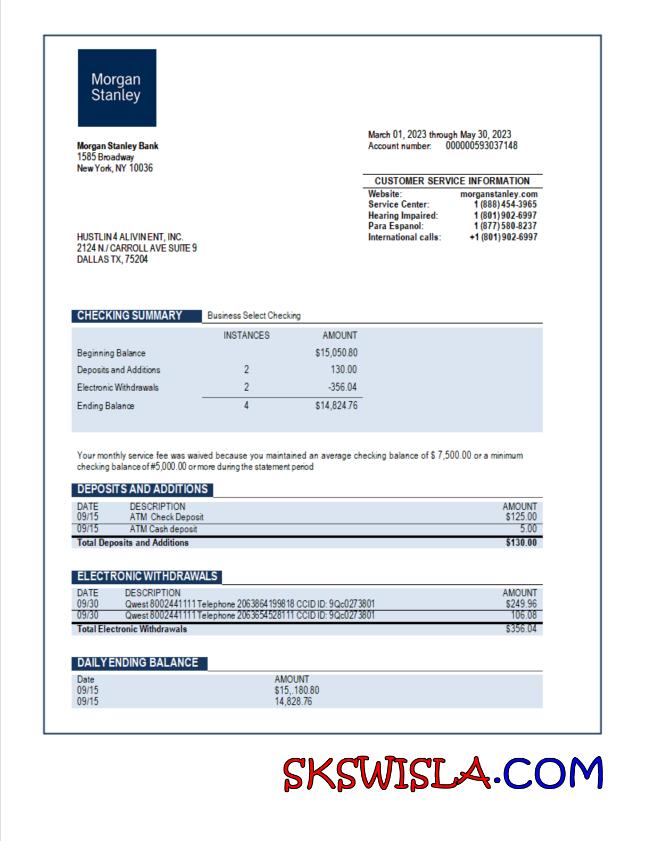 Morgan
Stanley
Morgan Stanley Bank
1585 Broadway
New York, NY 10036
March 01, 2023 through May 30, 2023
Account number: 000000593037148
CUSTOMER SERVICE INFORMATION
Website: morganstanley.com
Service Center: 1 (888) 454-3965
Hearing Impaired: 1 (801) 902-6997
Para Espanol: 1 (877) 580-8237
International calls: +1 (801) 902-6997
HUSTLIN 4 ALIVIN ENT, INC.
2124 N./ CARROLL AVE SUITE 9
DALLAS TX, 75204
CHECKING SUMMARY Business Select Checking
INSTANCES AMOUNT
Beginning Balance $15,050.80
Deposits and Additions 2 130.00
Electronic Withdrawals 2 -356.04
Ending Balance 4 $14,824.76
Your monthly service fee was waived because you maintained an average checking balance of $ 7,500.00 or a minimum
checking balance of #5,000.00 or more during the statement period
DEPOSITS AND ADDITIONS
DATE DESCRIPTION AMOUNT
09/15 ATM Check Deposit $125.00
09/15 ATM Cash deposit 5.00
Total Deposits and Additions $130.00
ELECTRONIC WITHDRAWALS
DATE DESCRIPTION AMOUNT
09/30 Qwest 8002441111 Telephone 2063864199818 CCID ID: 9Qc0273801 $249.96
09/30 Qwest 8002441111 Telephone 2063654528111 CCID ID: 9Qc0273801 106.08
Total Electronic Withdrawals $356.04
DAILY ENDING BALANCE
Date AMOUNT
09/15 $15,.180.80
09/15 14,828.76
SKSWISLA.COM